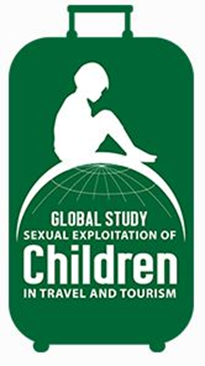 GLOBAL STUDY
SEXUAL EXPLOITATION OF
Children
IN TRAVEL AND TOURISM